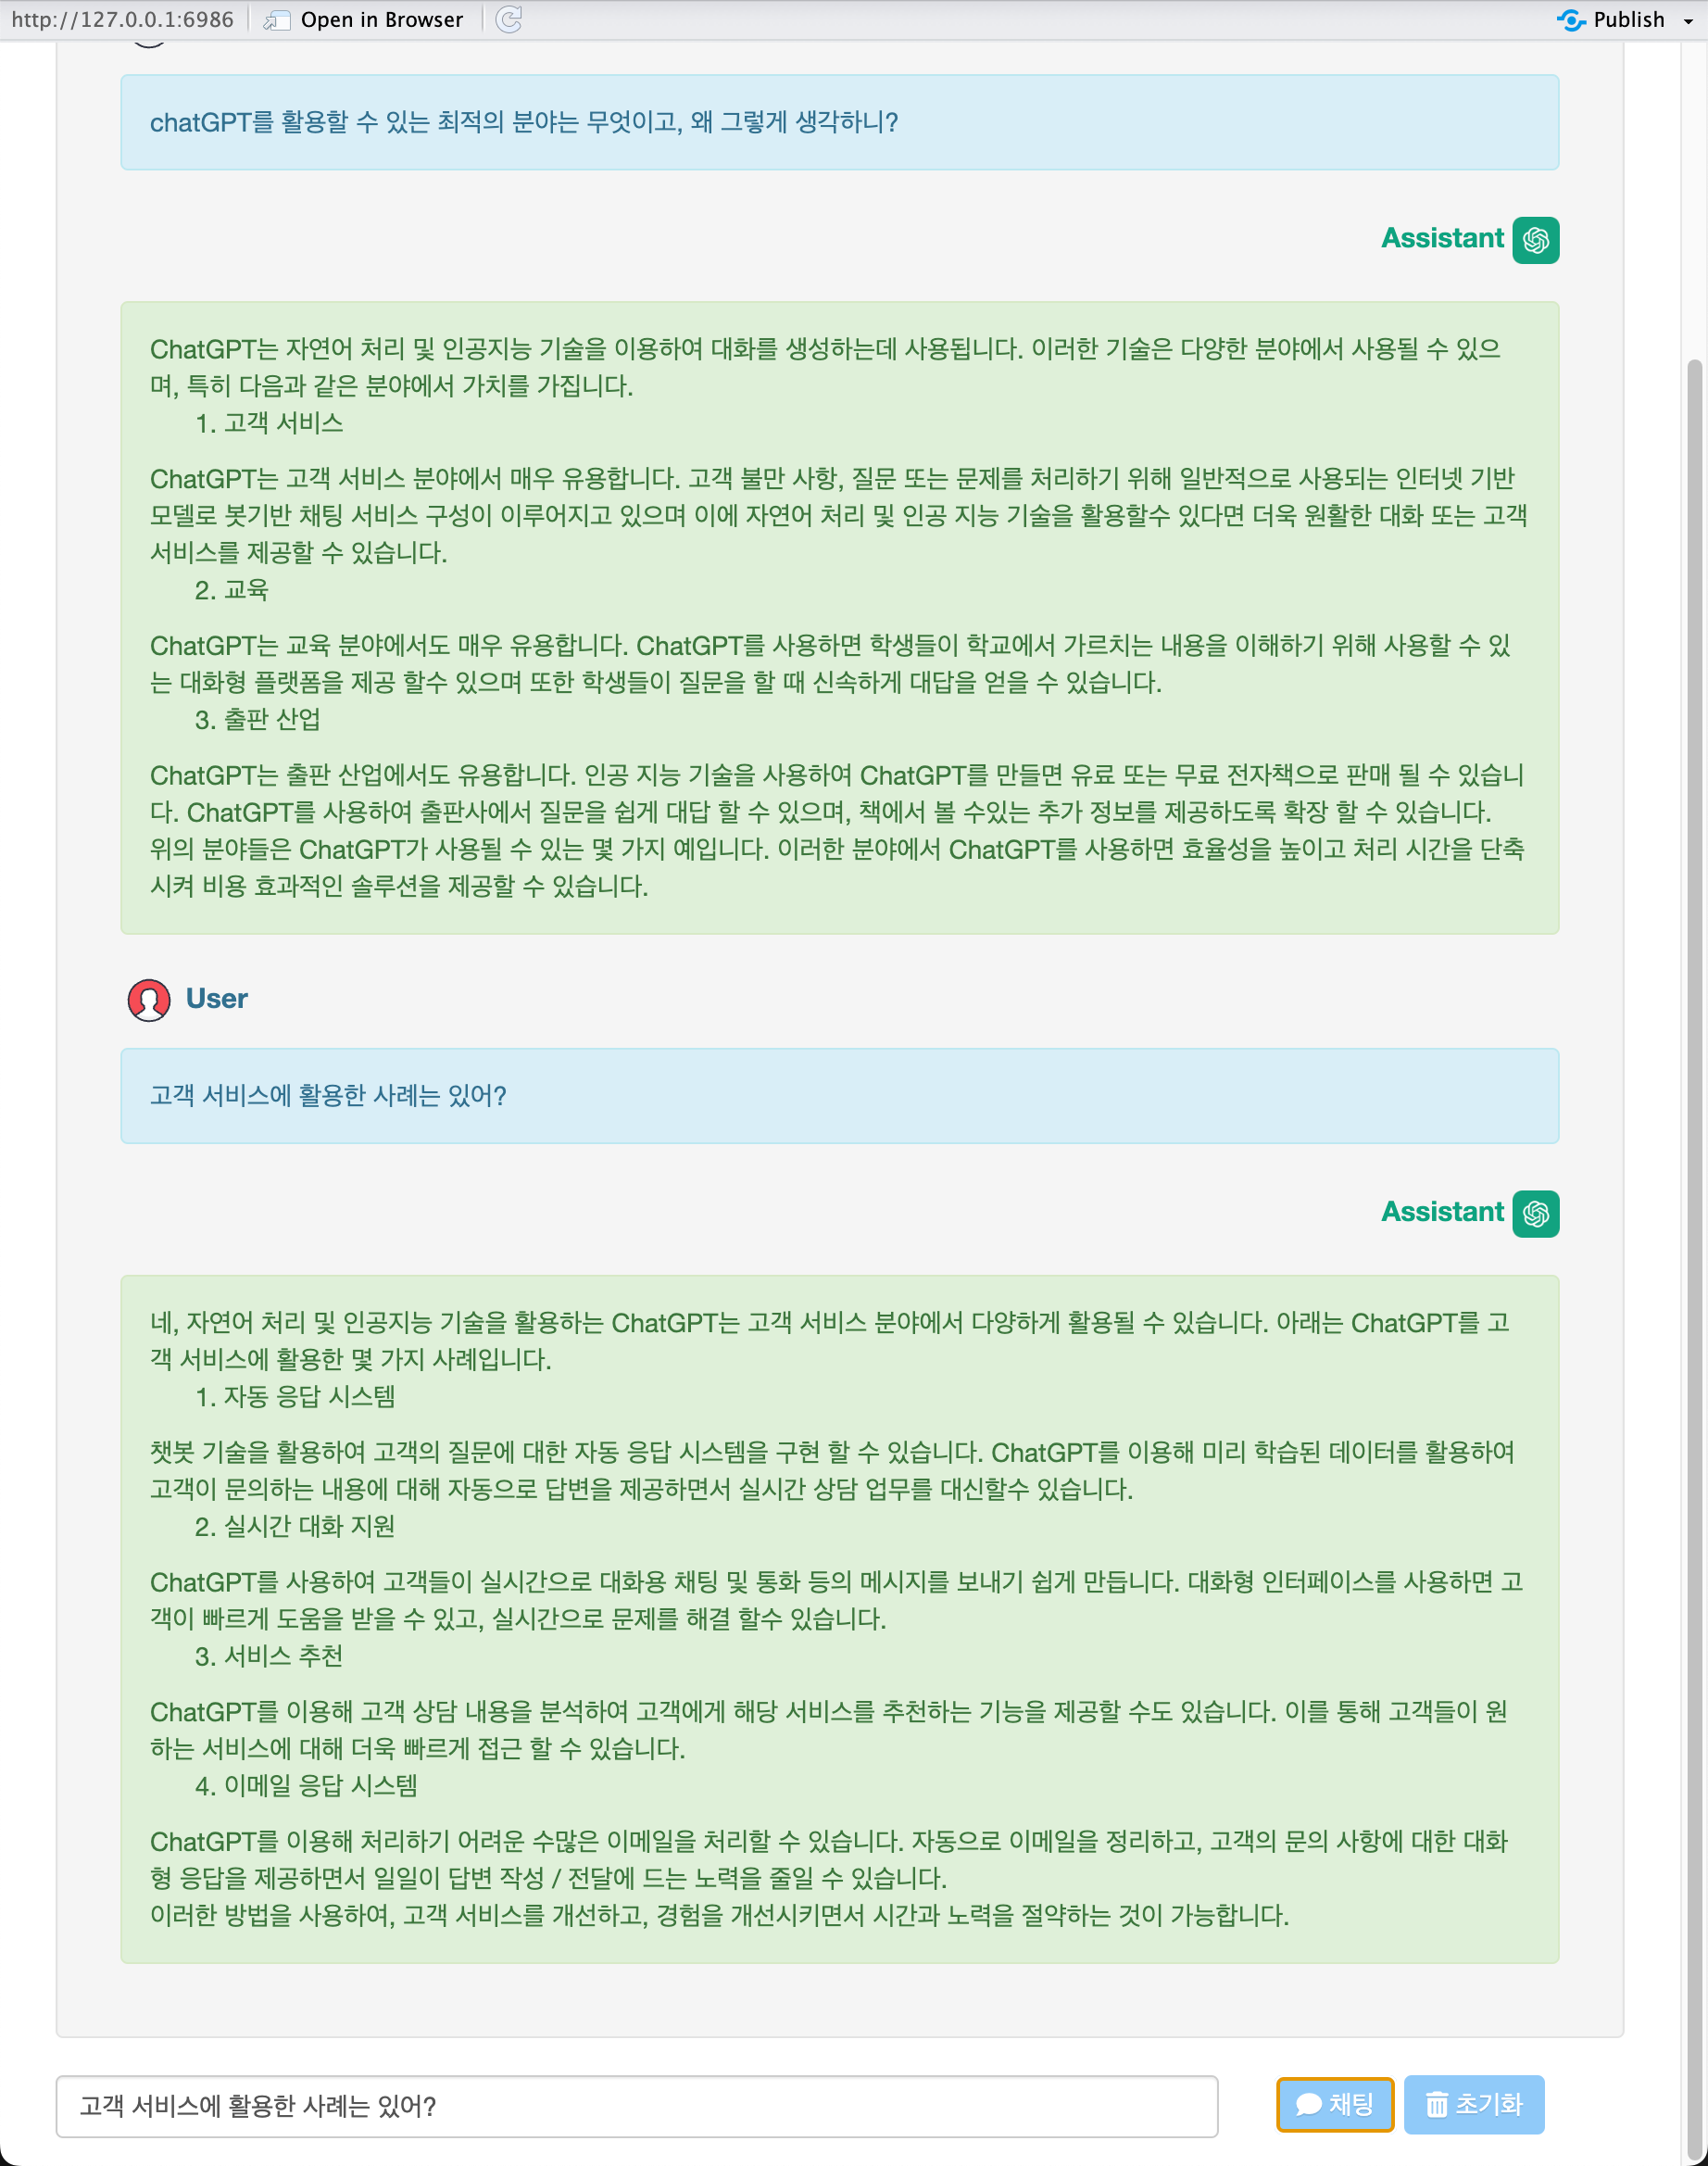 http://127.0.0.1:6986
Open in Browser
Publish
chatGPT를 활용할 수 있는 최적의 분야는 무엇이고, 왜 그렇게 생각하니?
Assistant
ChatGPT는 자연어 처리 및 인공지능 기술을 이용하여 대화를 생성하는데 사용됩니다. 이러한 기술은 다양한 분야에서 사용될 수 있으
며, 특히 다음과 같은 분야에서 가치를 가집니다.
1. 고객 서비스
ChatGPT는 고객 서비스 분야에서 매우 유용합니다. 고객 불만 사항, 질문 또는 문제를 처리하기 위해 일반적으로 사용되는 인터넷 기반
모델로 봇기반 채팅 서비스 구성이 이루어지고 있으며 이에 자연어 처리 및 인공 지능 기술을 활용할수 있다면 더욱 원활한 대화 또는 고객
서비스를 제공할 수 있습니다.
2. 교육
ChatGPT는 교육 분야에서도 매우 유용합니다. ChatGPT를 사용하면 학생들이 학교에서 가르치는 내용을 이해하기 위해 사용할 수 있
는 대화형 플랫폼을 제공 할수 있으며 또한 학생들이 질문을 할 때 신속하게 대답을 얻을 수 있습니다.
3. 출판 산업
ChatGPT는 출판 산업에서도 유용합니다. 인공 지능 기술을 사용하여 ChatGPT를 만들면 유료 또는 무료 전자책으로 판매 될 수 있습니
다. ChatGPT를 사용하여 출판사에서 질문을 쉽게 대답 할 수 있으며, 책에서 볼 수있는 추가 정보를 제공하도록 확장 할 수 있습니다.
위의 분야들은 ChatGPT가 사용될 수 있는 몇 가지 예입니다. 이러한 분야에서 ChatGPT를 사용하면 효율성을 높이고 처리 시간을 단축
시켜 비용 효과적인 솔루션을 제공할 수 있습니다.
User
고객 서비스에 활용한 사례는 있어?
Assistant
네, 자연어 처리 및 인공지능 기술을 활용하는 ChatGPT는 고객 서비스 분야에서 다양하게 활용될 수 있습니다. 아래는 ChatGPT를 고
객 서비스에 활용한 몇 가지 사례입니다.
1. 자동 응답 시스템
챗봇 기술을 활용하여 고객의 질문에 대한 자동 응답 시스템을 구현 할 수 있습니다. ChatGPT를 이용해 미리 학습된 데이터를 활용하여
고객이 문의하는 내용에 대해 자동으로 답변을 제공하면서 실시간 상담 업무를 대신할수 있습니다.
2. 실시간 대화 지원
ChatGPT를 사용하여 고객들이 실시간으로 대화용 채팅 및 통화 등의 메시지를 보내기 쉽게 만듭니다. 대화형 인터페이스를 사용하면 고
객이 빠르게 도움을 받을 수 있고, 실시간으로 문제를 해결 할수 있습니다.
3. 서비스 추천
ChatGPT를 이용해 고객 상담 내용을 분석하여 고객에게 해당 서비스를 추천하는 기능을 제공할 수도 있습니다. 이를 통해 고객들이 원
하는 서비스에 대해 더욱 빠르게 접근 할 수 있습니다.
4. 이메일 응답 시스템
ChatGPT를 이용해 처리하기 어려운 수많은 이메일을 처리할 수 있습니다. 자동으로 이메일을 정리하고, 고객의 문의 사항에 대한 대화
형 응답을 제공하면서 일일이 답변 작성 / 전달에 드는 노력을 줄일 수 있습니다.
이러한 방법을 사용하여, 고객 서비스를 개선하고, 경험을 개선시키면서 시간과 노력을 절약하는 것이 가능합니다.
고객 서비스에 활용한 사례는 있어?
채팅
초기화